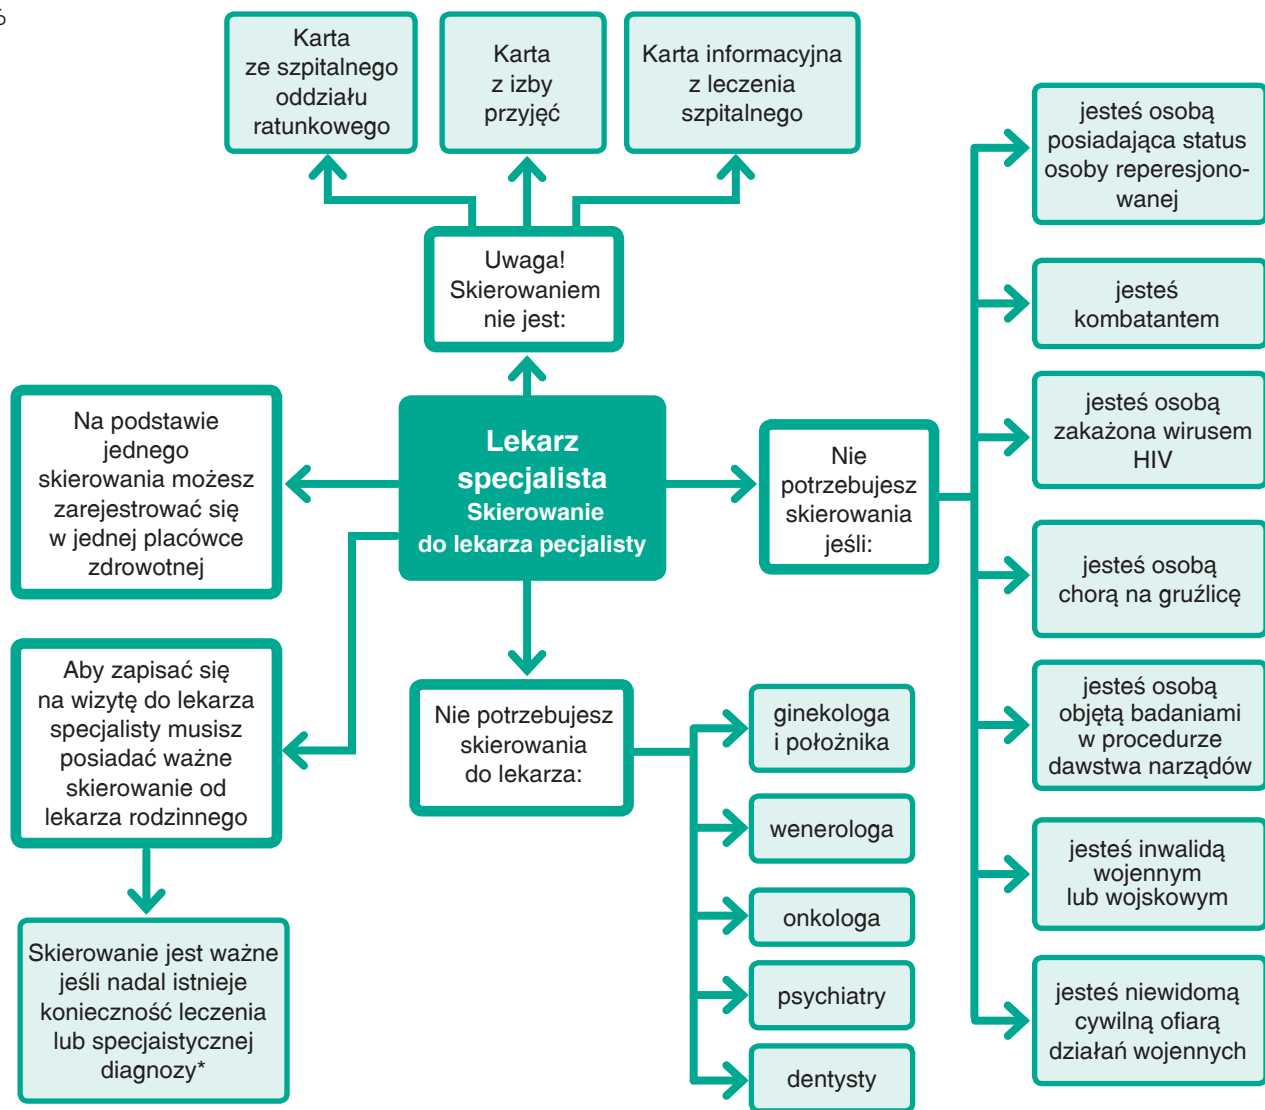 Karta
ze szpitalnego
oddziału
ratunkowego
Karta
z izby
przyjęć
Karta informacyjna
z leczenia
szpitalnego
Uwaga!
Skierowaniem
nie jest:
Lekarz
specjalista
Skierowanie
do lekarza pecjalisty
Na podstawie
jednego
skierowania możesz
zarejestrować się
w jednej placówce
zdrowotnej
Aby zapisać się
na wizytę do lekarza
specjalisty musisz
posiadać ważne
skierowanie od
lekarza rodzinnego
Skierowanie jest ważne
jeśli nadal istnieje
konieczność leczenia
lub specjaistycznej
diagnozy*
Nie potrzebujesz
skierowania
do lekarza:
ginekologa
i położnika
wenerologa
onkologa
psychiatry
dentysty
Nie
potrzebujesz
skierowania
jeśli:
jesteś osobą
posiadająca status
osoby reperesjono-
wanej
jesteś
kombatantem
jesteś osobą
zakażona wirusem
HIV
jesteś osobą
chorą na gruźlicę
jesteś osobą
objętą badaniami
w procedurze
dawstwa narządów
jesteś inwalidą
wojennym
lub wojskowym
jesteś niewidomą
cywilną ofiarą
działań wojennych